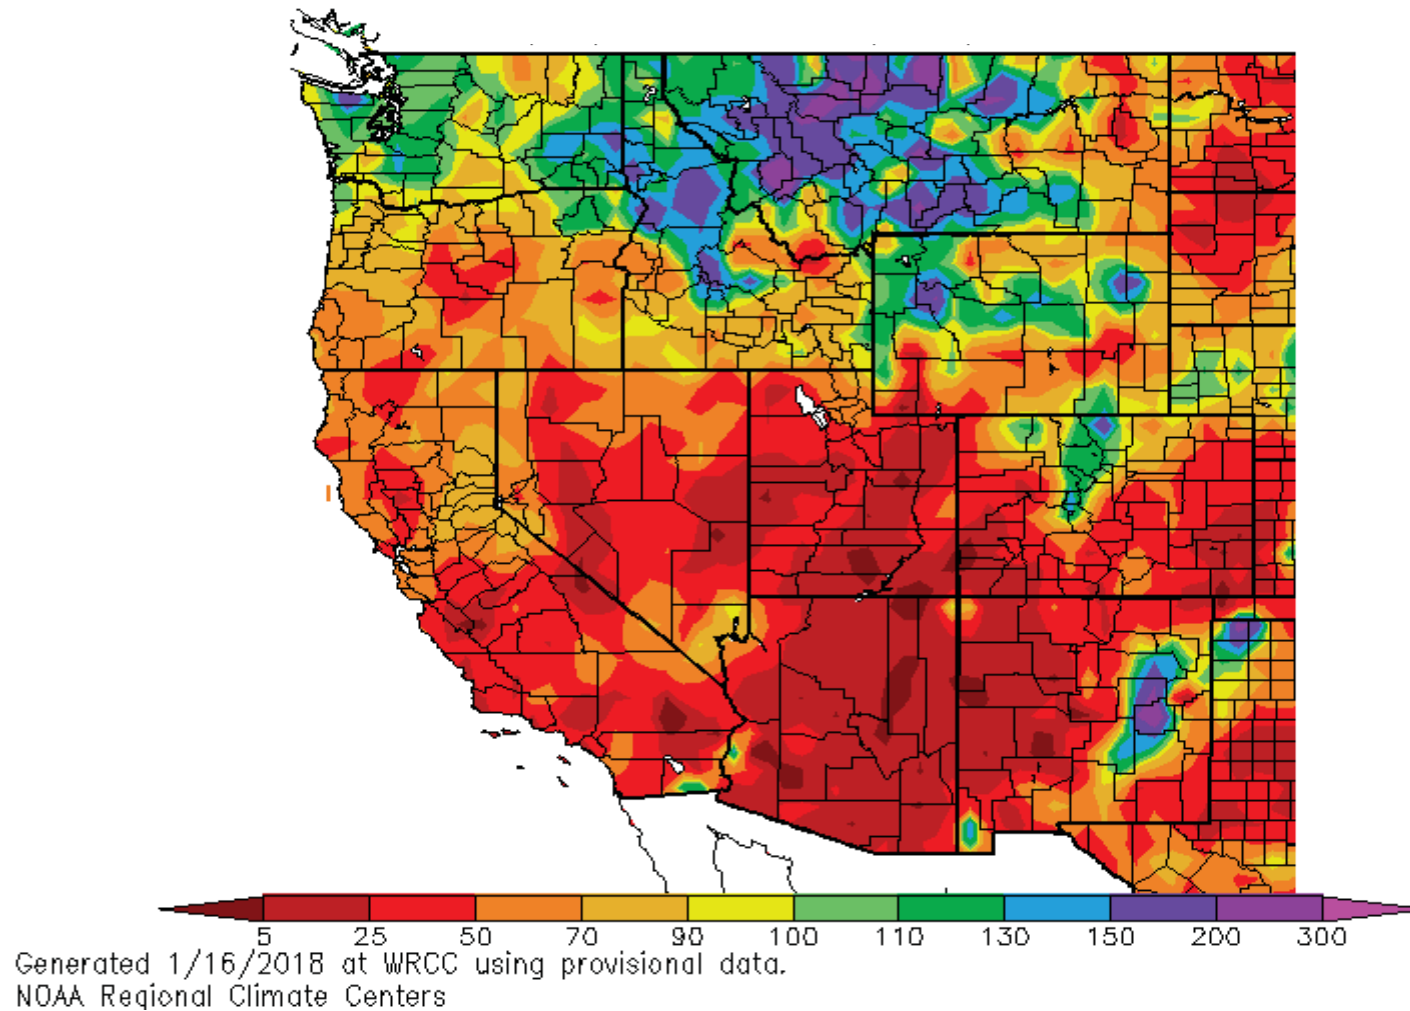 5 25 50 70 90 100 110 130 150 200 300
Generated 1/16/2018 at WRCC using provisional data.
NOAA Regional Climate Centers